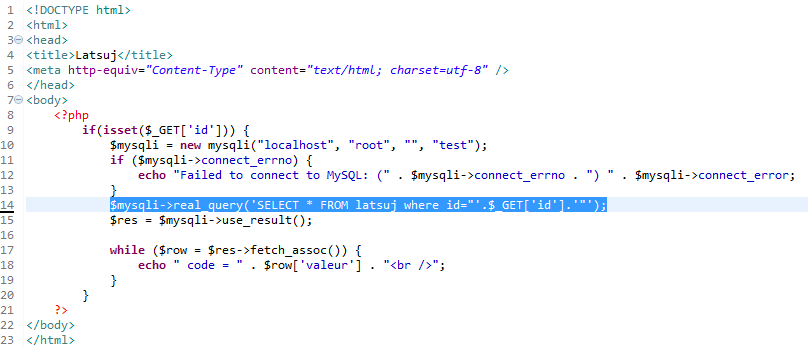 1 <!DOCTYPE html>
2 <html>
3 <head>
4 <title>Latsuj</title>
5 <meta http-equiv="Content-Type" content="text/html; charset=utf-8" />
6 </head>
7 <body>
8 <?php
9 if(isset($_GET['id'])) {
10 $mysqli = new mysqli("localhost", "root", "", "test");
11 if ($mysqli->connect_errno) {
12 echo "Failed to connect to MySQL: (" . $mysqli->connect_errno . ") " . $mysqli->connect_error;
13 }
14 $mysqli->real_query('SELECT * FROM latsuj where id="'.$_GET['id'].'"');
15 $res = $mysqli->use_result();
16
17 while ($row = $res->fetch_assoc()) {
18 echo " code = " . $row['valeur'] . "<br />";
19 }
20 }
21 ?>
22 </body>
23 </html>